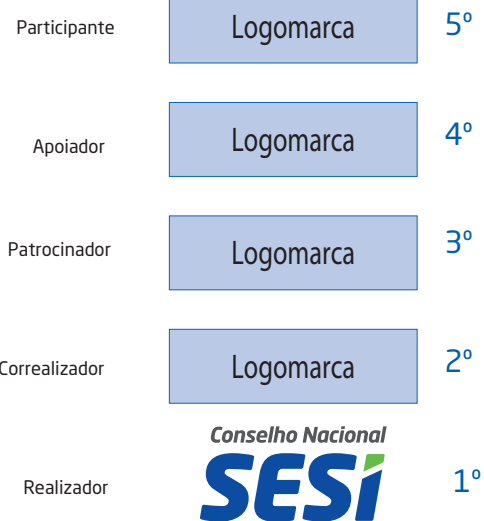 Participante
Logomarca
5º
Apoiador
Logomarca
4º
Patrocinador
Logomarca
3º
Correalizador
Logomarca
2º
Conselho Nacional
SESI
Realizador
1º